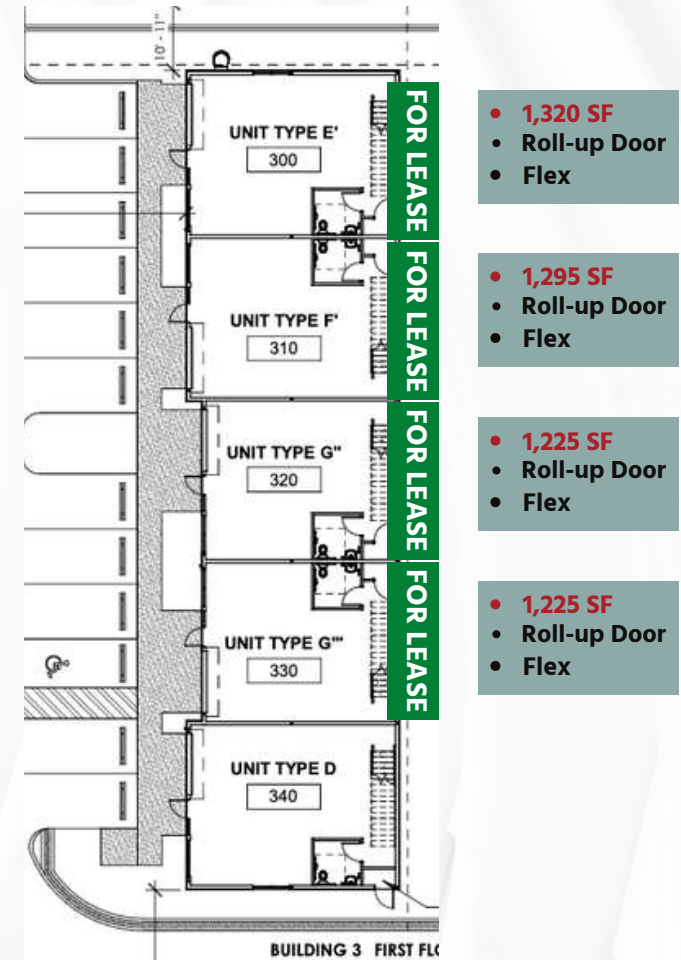 10' - 11"
UNIT TYPE E'
300
FOR LEASE
• 1,320 SF
• Roll-up Door
• Flex
UNIT TYPE F'
310
FOR LEASE
• 1,295 SF
• Roll-up Door
• Flex
UNIT TYPE G"
320
FOR LEASE
• 1,225 SF
• Roll-up Door
• Flex
UNIT TYPE G'"
330
FOR LEASE
• 1,225 SF
• Roll-up Door
• Flex
UNIT TYPE D
340
BUILDING 3 FIRST FLO